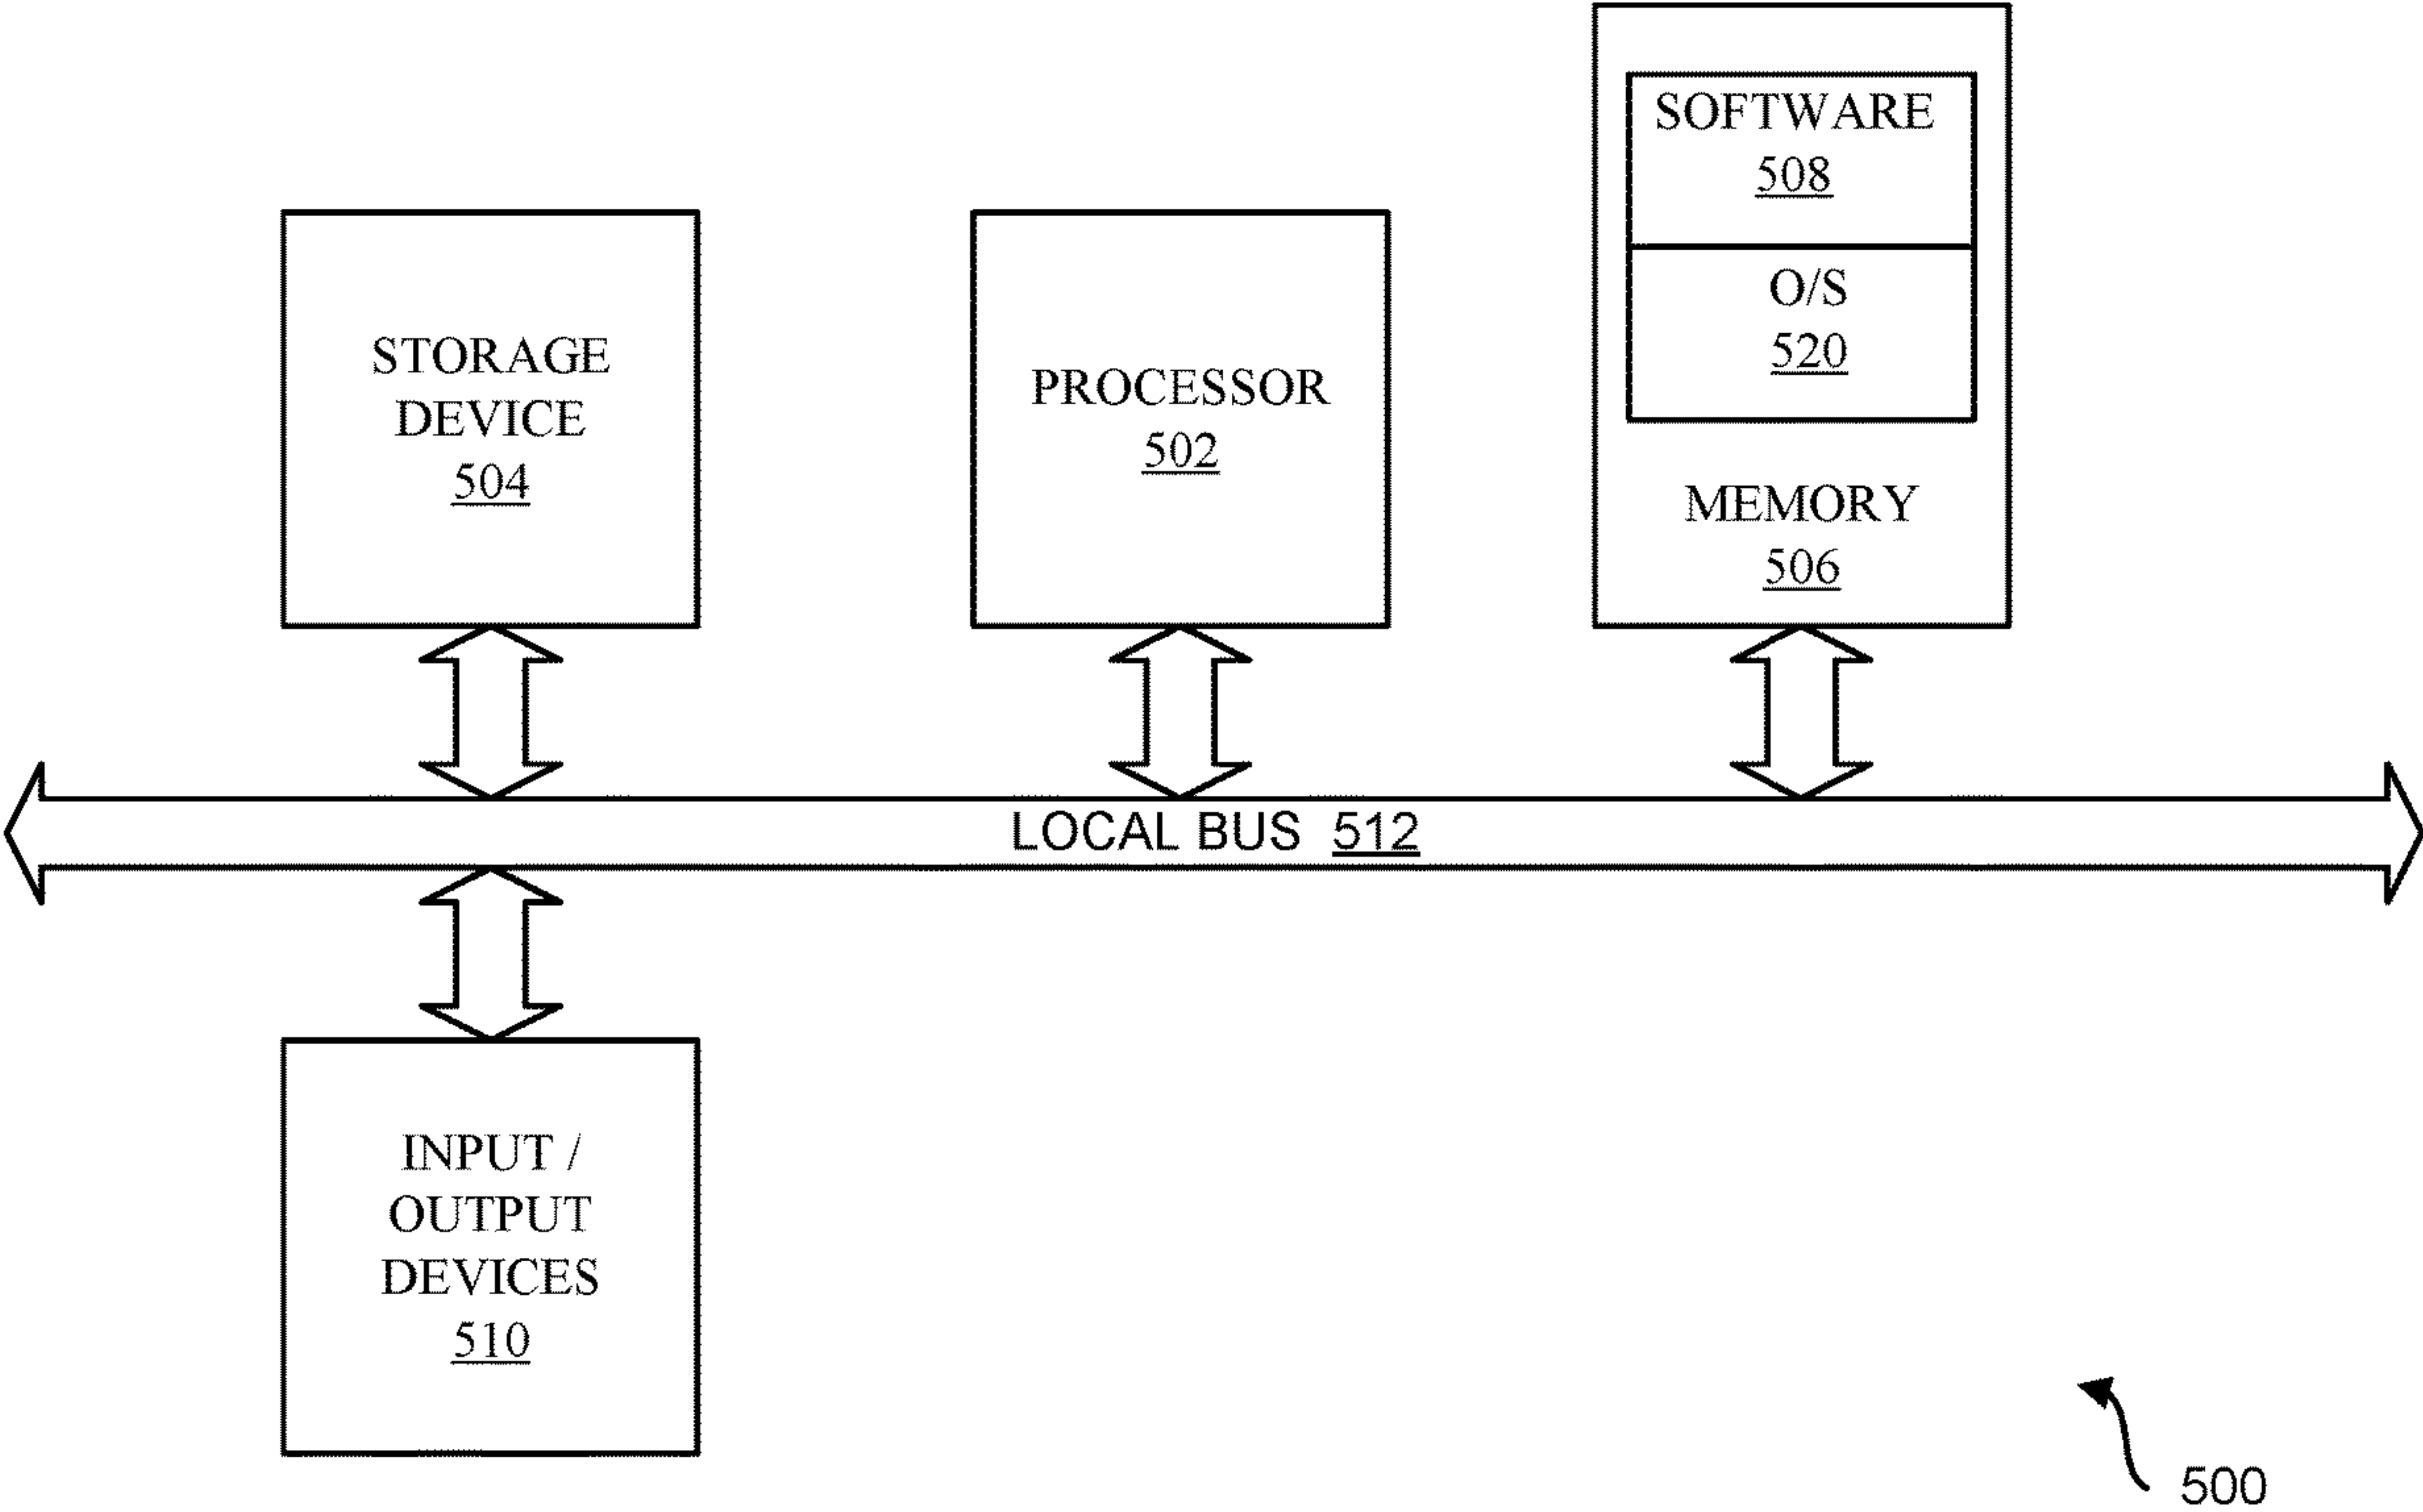 SOFTWARE
508
O/S
520
MEMORY
506
STORAGE
DEVICE
504
PROCESSOR
502
LOCAL BUS 512
INPUT /
OUTPUT
DEVICES
510
500